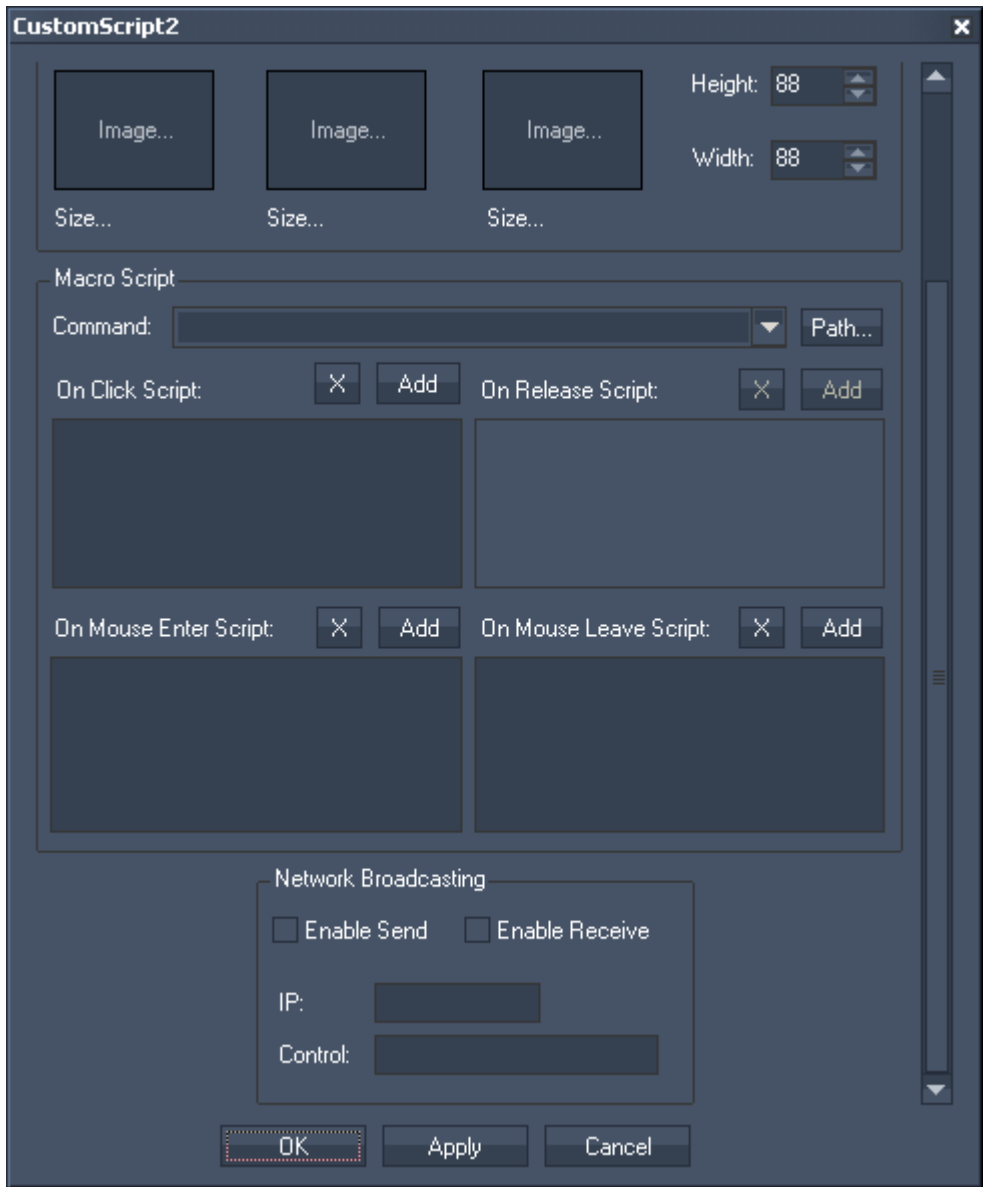 CustomScript2
Height: 88
Image... Image... Image...
Width: 88
Size... Size... Size...
Macro Script
Command: Path...
On Click Script: X Add On Release Script: X Add
On Mouse Enter Script: X Add On Mouse Leave Script: X Add
Network Broadcasting
Enable Send Enable Receive
IP:
Control:
OK Apply Cancel